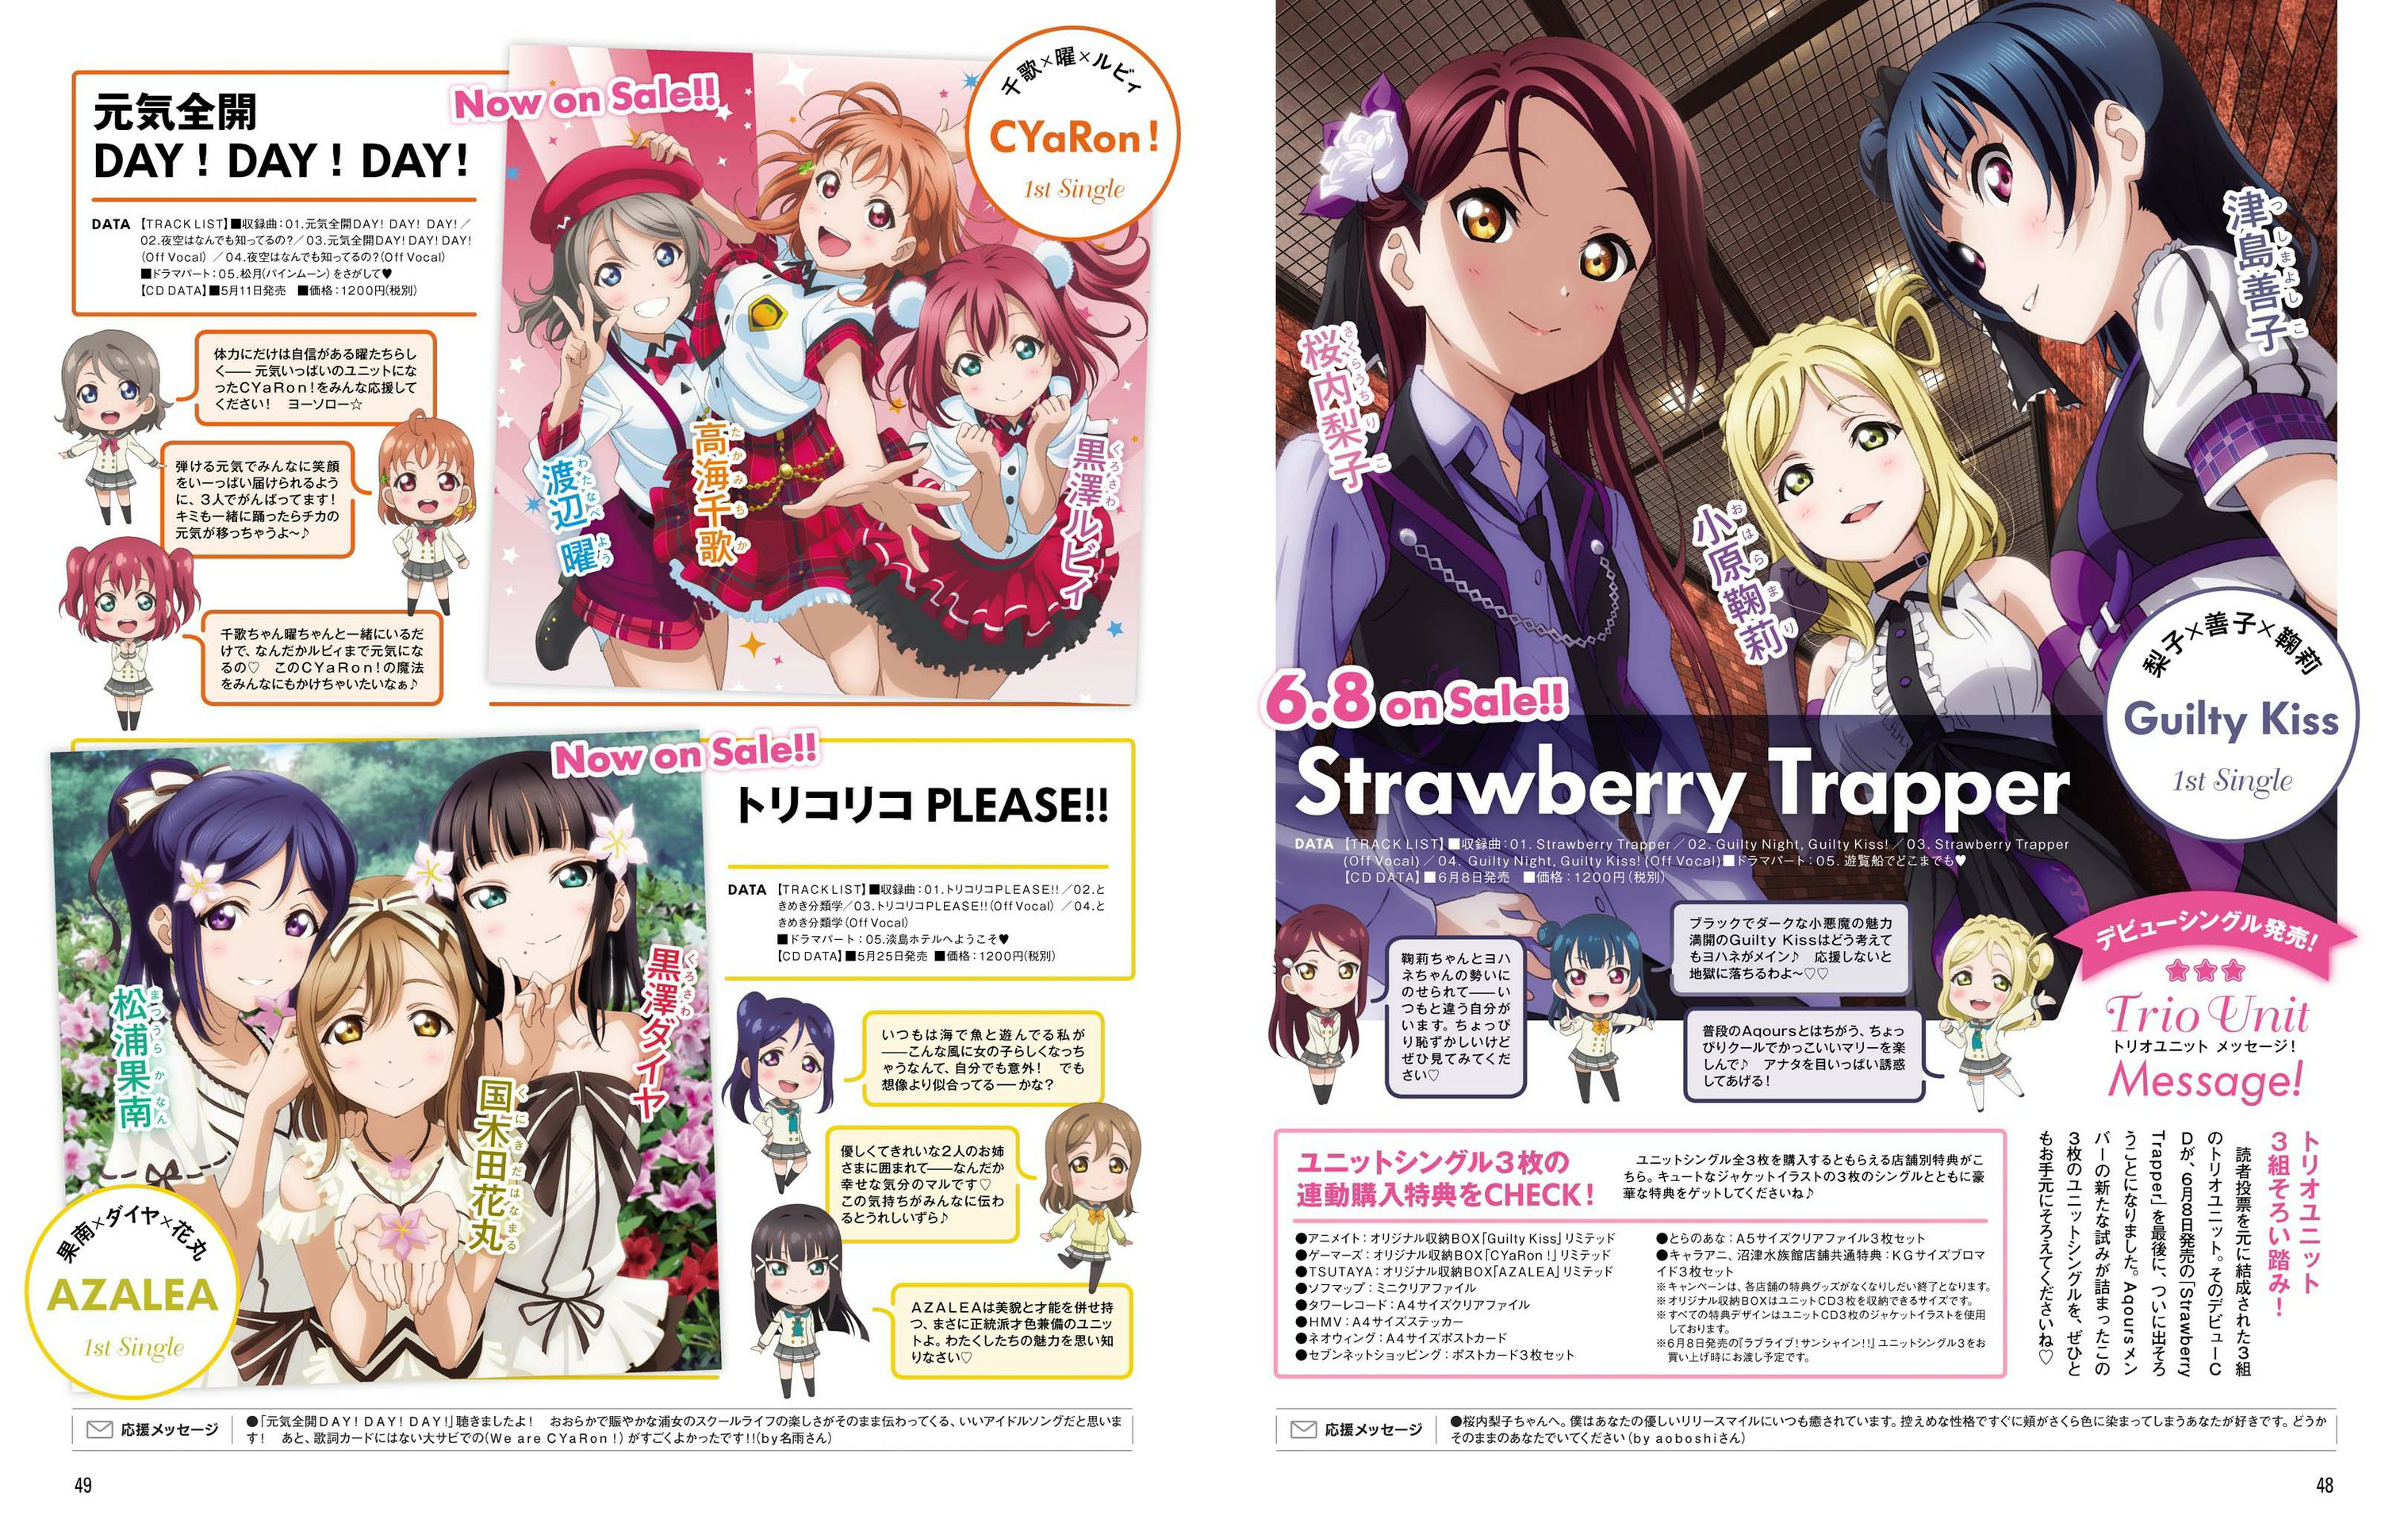 元気全開
DAY！DAY！DAY！
Now on Sale!!
千歌×曜×ルビィ
CYaRon！
1st Single
DATA 【TRACK LIST】■収録曲：01.元気全開DAY! DAY! DAY!／
02.夜空はなんでも知ってるの?／03.元気全開DAY! DAY! DAY!
(Off Vocal) ／04.夜空はなんでも知ってるの?(Off Vocal)
■ドラマパート：05.松月(パインムーン)をさがして♥
【CD DATA】■5月11日発売　■価格：1200円(税別)
体力にだけは自信がある曜たちらし
く―― 元気いっぱいのユニットにな
ったCYaRon！をみんな応援して
ください！　ヨーソロー☆
弾ける元気でみんなに笑顔
をいーっぱい届けられるよう
に、3人でがんばってます！
キミも一緒に踊ったらチカの
元気が移っちゃうよ〜♪
千歌ちゃん曜ちゃんと一緒にいるだ
けで、なんだかルビィまで元気にな
るの♡　このCYaRon！の魔法
をみんなにもかけちゃいたいなぁ♪
渡辺 曜
わたなべ よう
高海千歌
たかみ ちか
黒澤ルビィ
くろさわ
Now on Sale!!
トリコリコ PLEASE!!
DATA 【TRACK LIST】■収録曲：01.トリコリコPLEASE!!／02.と
きめき分類学／03.トリコリコPLEASE!!(Off Vocal) ／04.と
きめき分類学(Off Vocal)
■ドラマパート：05.淡島ホテルへようこそ♥
【CD DATA】■5月25日発売 ■価格：1200円(税別)
松浦果南
まつうら かなん
国木田花丸
くにきだはなまる
黒澤ダイヤ
くろさわ
果南×ダイヤ×花丸
AZALEA
1st Single
いつもは海で魚と遊んでる私が
――こんな風に女の子らしくなっち
ゃうなんて、自分でも意外！　でも
想像より似合ってる――かな？
優しくてきれいな2人のお姉
さまに囲まれて――なんだか
幸せな気分のマルです♡
この気持ちがみんなに伝わ
るとうれしいずら♪
AZALEAは美貌と才能を併せ持
つ、まさに正統派才色兼備のユニッ
トよ。わたくしたちの魅力を思い知
りなさい♡
応援メッセージ
●「元気全開DAY！DAY！DAY！」聴きましたよ！　おおらかで賑やかな浦女のスクールライフの楽しさがそのまま伝わってくる、いいアイドルソングだと思いま
す！　あと、歌詞カードにはない大サビでの(We are CYaRon！)がすごくよかったです!!(by名雨さん)
49
桜内梨子
さくらうちりこ
小原鞠莉
おはらまり
津島善子
つしまよしこ
梨子×善子×鞠莉
Guilty Kiss
1st Single
6.8 on Sale!!
Strawberry Trapper
DATA 【TRACK LIST】■収録曲：01. Strawberry Trapper／02. Guilty Night, Guilty Kiss!／03. Strawberry Trapper
(Off Vocal)／04. Guilty Night, Guilty Kiss! (Off Vocal)■ドラマパート：05. 遊覧船でどこまでも♥
【CD DATA】■6月8日発売　■価格：1200円(税別)
鞠莉ちゃんとヨハ
ネちゃんの勢いに
のせられて――い
つもと違う自分が
います。ちょっぴ
り恥ずかしいけど
ぜひ見てみてくだ
さい♡
ブラックでダークな小悪魔の魅力
満開のGuilty Kissはどう考えて
もヨハネがメイン♪　応援しないと
地獄に落ちるわよ〜♡♡
普段のAqoursとはちがう、ちょっ
ぴりクールでかっこいいマリーを楽
しんで♪　アナタを目いっぱい誘惑
してあげる！
デビューシングル発売！
Trio Unit
トリオユニット メッセージ！
Message!
トリオユニット
3組そろい踏み！
読者投票を元に結成された3組
のトリオユニット。そのデビューC
Dが、6月8日発売の「Strawberry
Trapper」を最後に、ついに出そろ
うことになりました。Aqoursメン
バーの新たな試みが詰まったこの
3枚のユニットシングルを、ぜひと
もお手元にそろえてくださいね♡
ユニットシングル3枚の
連動購入特典をCHECK！
ユニットシングル全3枚を購入するともらえる店舗別特典がこ
ちら。キュートなジャケットイラストの3枚のシングルとともに豪
華な特典をゲットしてくださいね♪
●アニメイト：オリジナル収納BOX「Guilty Kiss」リミテッド
●ゲーマーズ：オリジナル収納BOX「CYaRon！」リミテッド
●TSUTAYA：オリジナル収納BOX「AZALEA」リミテッド
●ソフマップ：ミニクリアファイル
●タワーレコード：A4サイズクリアファイル
●HMV：A4サイズステッカー
●ネオウィング：A4サイズポストカード
●セブンネットショッピング：ポストカード3枚セット
●とらのあな：A5サイズクリアファイル3枚セット
●キャラアニ、沼津水族館店舗共通特典：KGサイズブロマ
イド3枚セット
※キャンペーンは、各店舗の特典グッズがなくなりしだい終了となります。
※オリジナル収納BOXはユニットCD3枚を収納できるサイズです。
※すべての特典デザインはユニットCD3枚のジャケットイラストを使用
しております。
※6月8日発売の『ラブライブ！サンシャイン!!』ユニットシングル3をお
買い上げ時にお渡し予定です。
応援メッセージ
●桜内梨子ちゃんへ。僕はあなたの優しいリリースマイルにいつも癒されています。控えめな性格ですぐに頬がさくら色に染まってしまうあなたが好きです。どうか
そのままのあなたでいてください(by aoboshiさん)
48